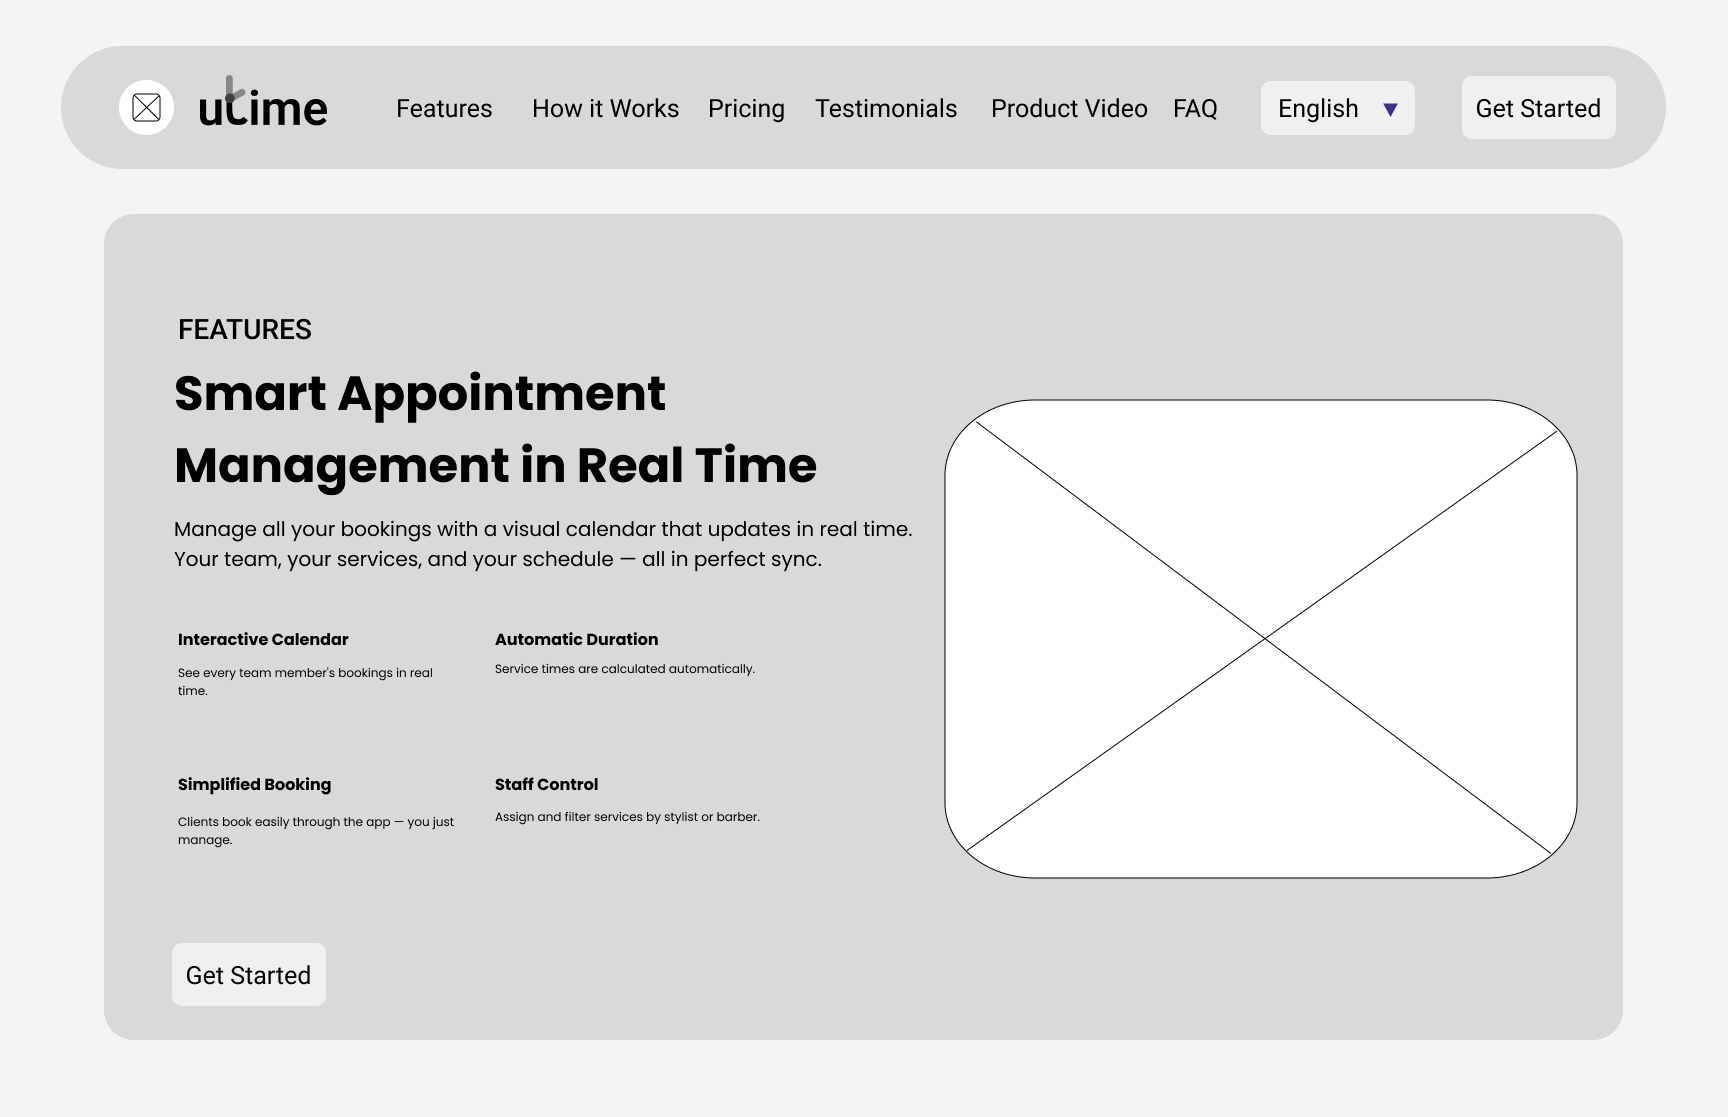 utime
Features
How it Works
Pricing
Testimonials
Product Video
FAQ
English
Get Started
FEATURES
Smart Appointment
Management in Real Time
Manage all your bookings with a visual calendar that updates in real time.
Your team, your services, and your schedule — all in perfect sync.
Interactive Calendar
See every team member's bookings in real
time.
Automatic Duration
Service times are calculated automatically.
Simplified Booking
Clients book easily through the app — you just
manage.
Staff Control
Assign and filter services by stylist or barber.
Get Started